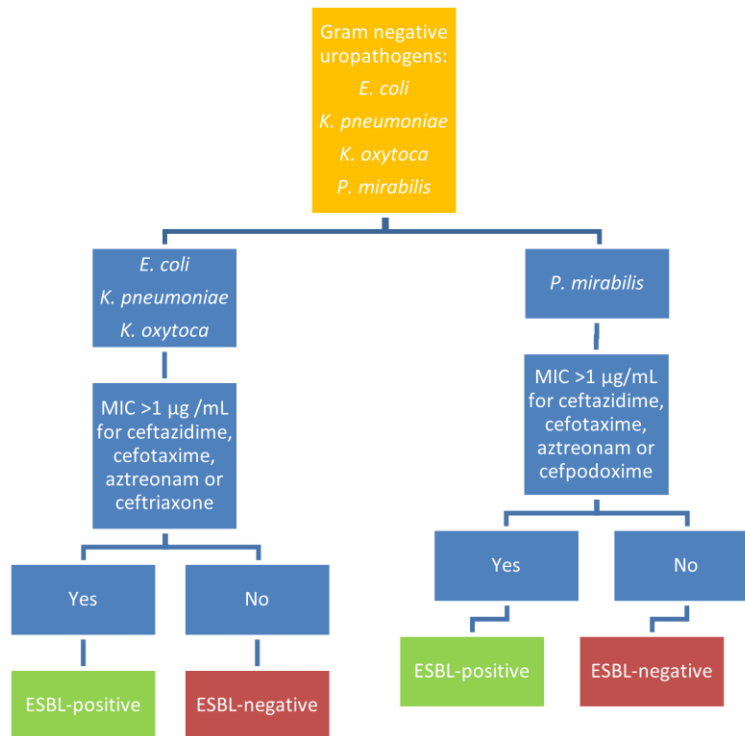 Gram negative
uropathogens:
E. coli
K. pneumoniae
K. oxytoca
P. mirabilis
E. coli
K. pneumoniae
K. oxytoca
P. mirabilis
MIC >1 µg /mL
for ceftazidime,
cefotaxime,
aztreonam or
ceftriaxone
MIC >1 µg/mL
for ceftazidime,
cefotaxime,
aztreonam or
cefpodoxime
Yes
No
Yes
No
ESBL-positive
ESBL-negative
ESBL-positive
ESBL-negative